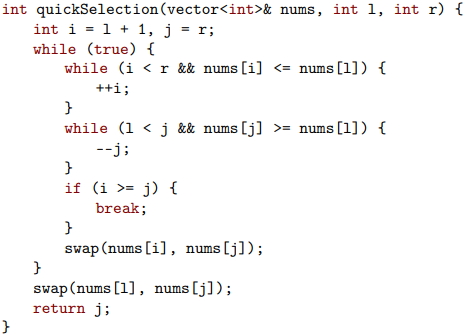 int quickSelection(vector<int>& nums, int l, int r) {
    int i = l + 1, j = r;
    while (true) {
        while (i < r && nums[i] <= nums[l]) {
            ++i;
        }
        while (l < j && nums[j] >= nums[l]) {
            --j;
        }
        if (i >= j) {
            break;
        }
        swap(nums[i], nums[j]);
    }
    swap(nums[l], nums[j]);
    return j;
}